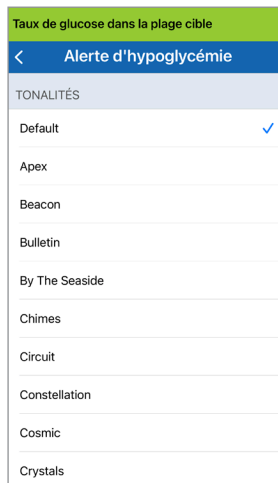 Taux de glucose dans la plage cible
Alerte d'hypoglycémie
TONALITÉS
Default
Apex
Beacon
Bulletin
By The Seaside
Chimes
Circuit
Constellation
Cosmic
Crystals